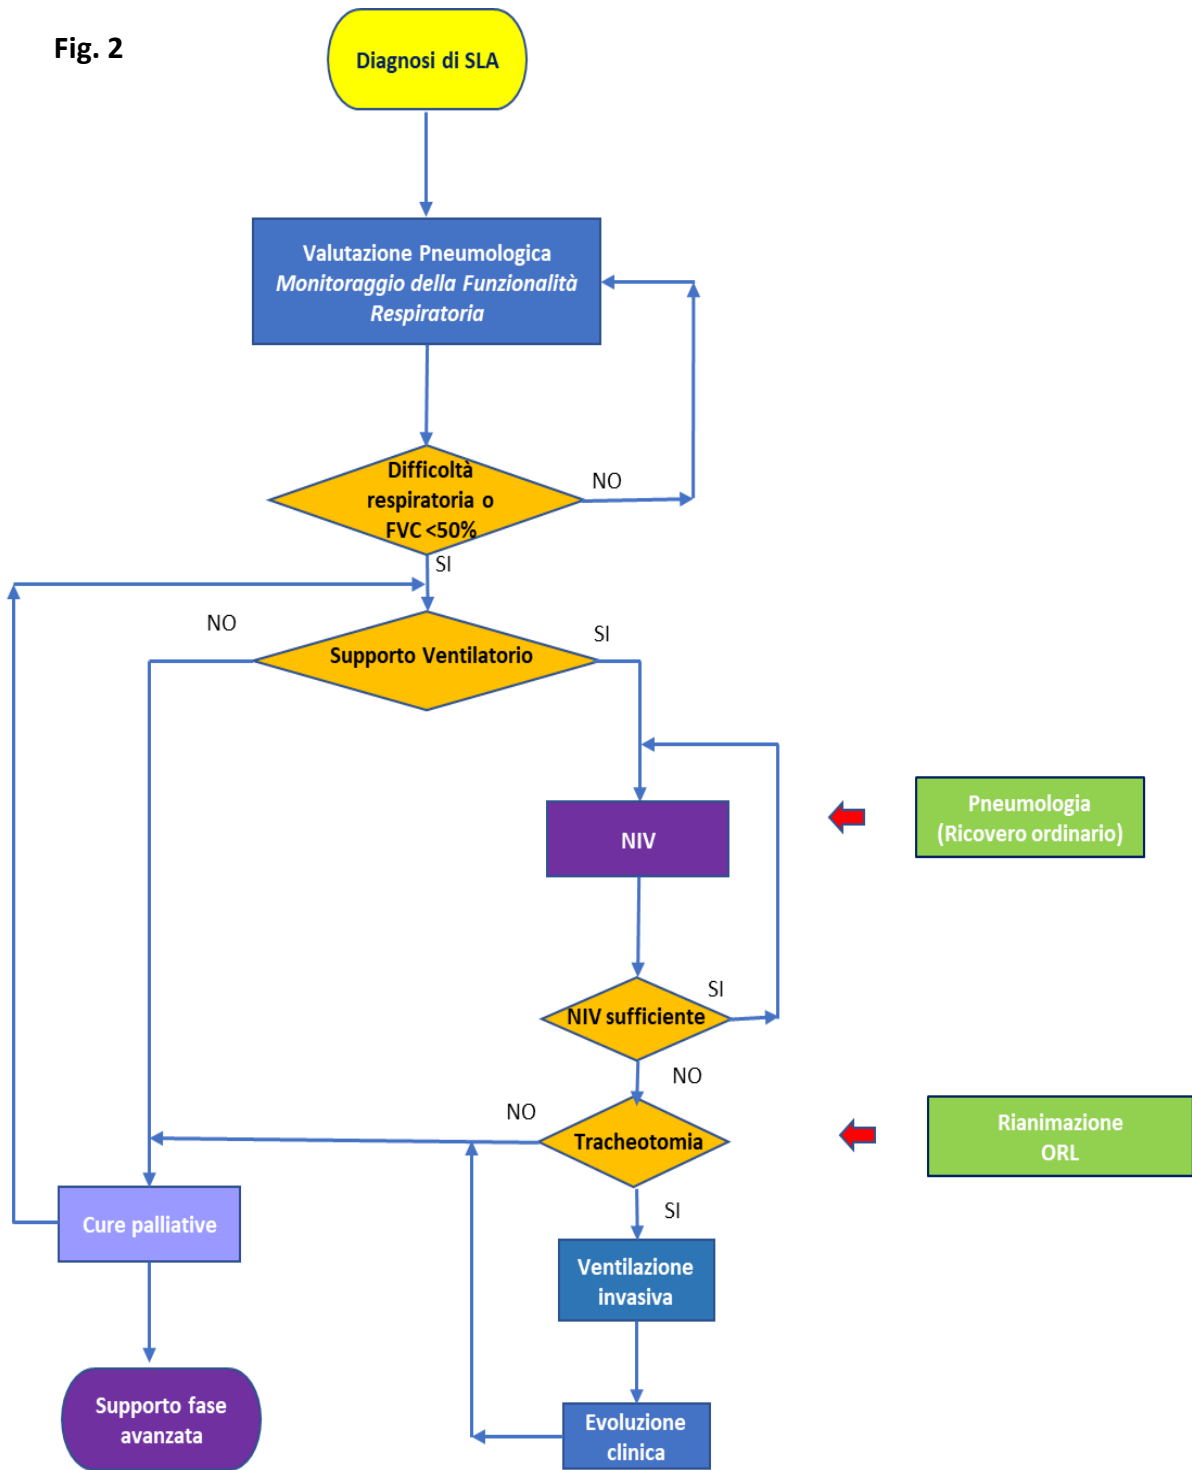 Fig. 2
Diagnosi di SLA
Valutazione Pneumologica
Monitoraggio della Funzionalità
Respiratoria
Difficoltà
respiratoria o
FVC <50%
NO
SI
NO
SI
Supporto Ventilatorio
Pneumologia
(Ricovero ordinario)
NIV
SI
NIV sufficiente
NO
NO
Tracheotomia
Rianimazione
ORL
SI
Cure palliative
Ventilazione
invasiva
Supporto fase
avanzata
Evoluzione
clinica